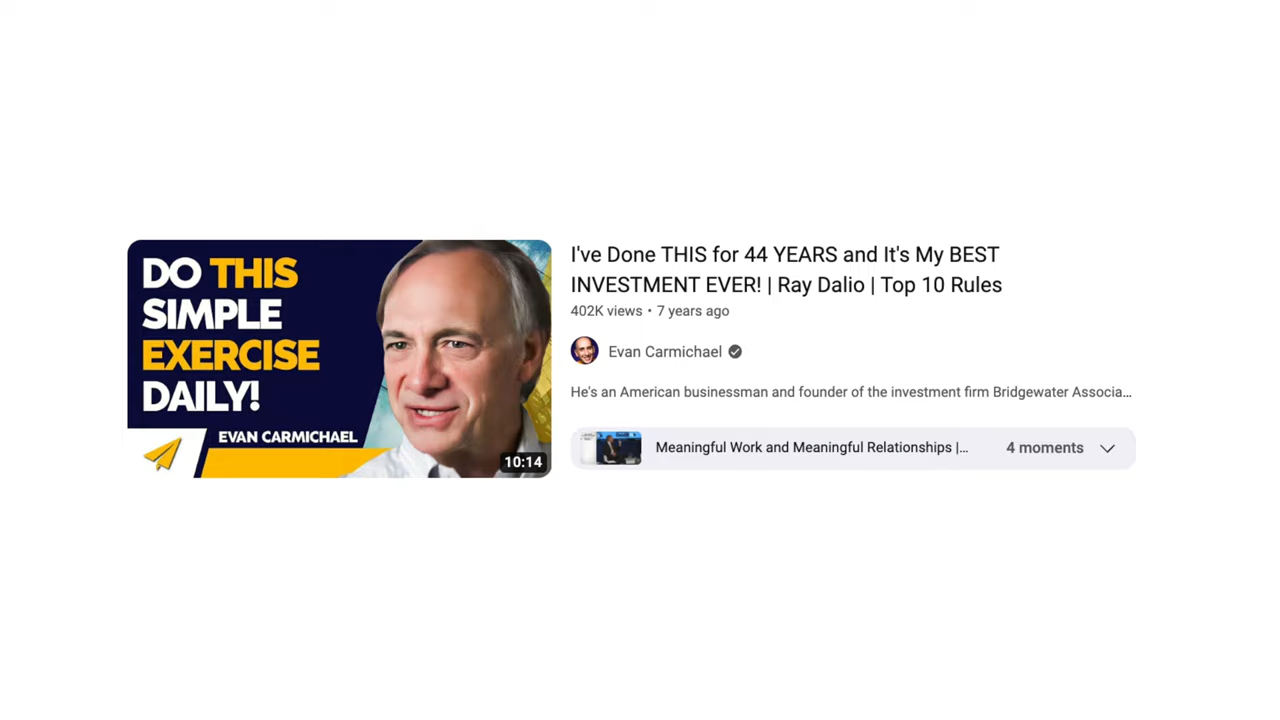 DO THIS
SIMPLE
EXERCISE
DAILY!
EVAN CARMICHAEL
10:14
I've Done THIS for 44 YEARS and It's My BEST
INVESTMENT EVER! | Ray Dalio | Top 10 Rules
402K views • 7 years ago
Evan Carmichael
He's an American businessman and founder of the investment firm Bridgewater Associa...
Meaningful Work and Meaningful Relationships |...
4 moments